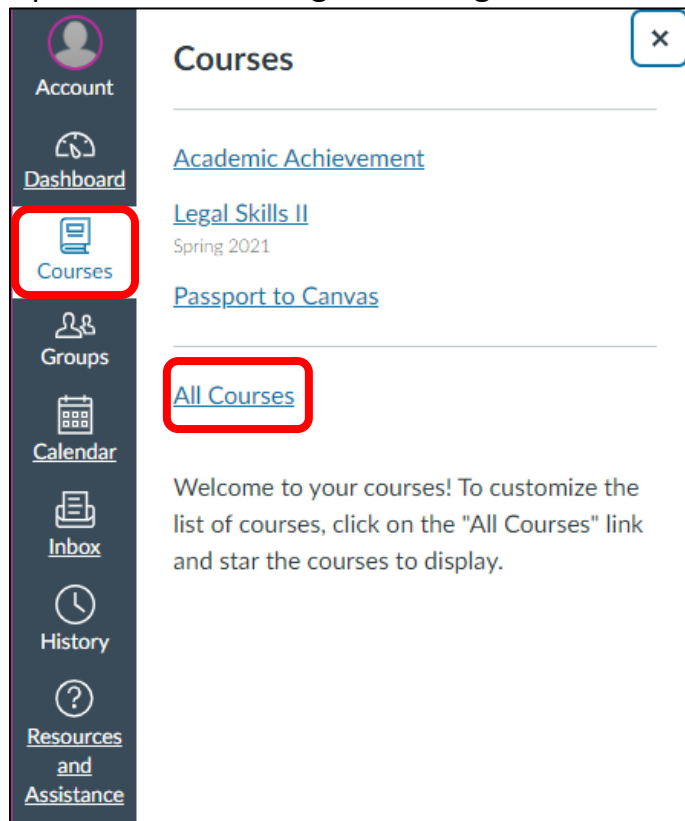 Account
Dashboard
Courses
Groups
Calendar
Inbox
History
Resources
and
Assistance
Courses
×
Academic Achievement
Legal Skills II
Spring 2021
Passport to Canvas
All Courses
Welcome to your courses! To customize the
list of courses, click on the "All Courses" link
and star the courses to display.